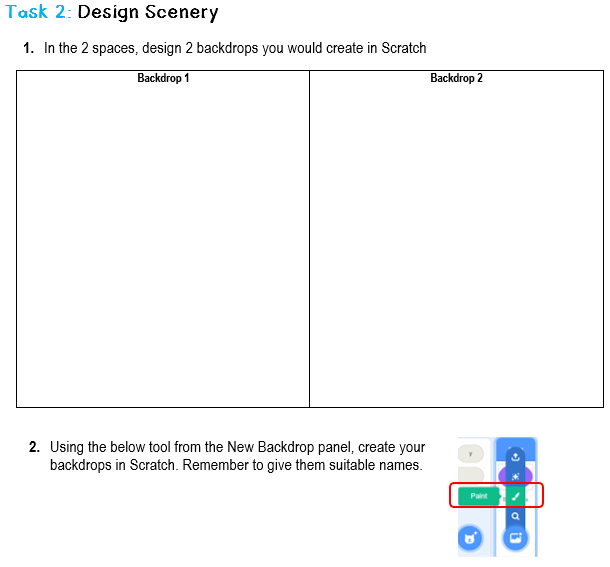 Task 2: Design Scenery
1. In the 2 spaces, design 2 backdrops you would create in Scratch
Backdrop 1
Backdrop 2
2. Using the below tool from the New Backdrop panel, create your
backdrops in Scratch. Remember to give them suitable names.
y
Paint